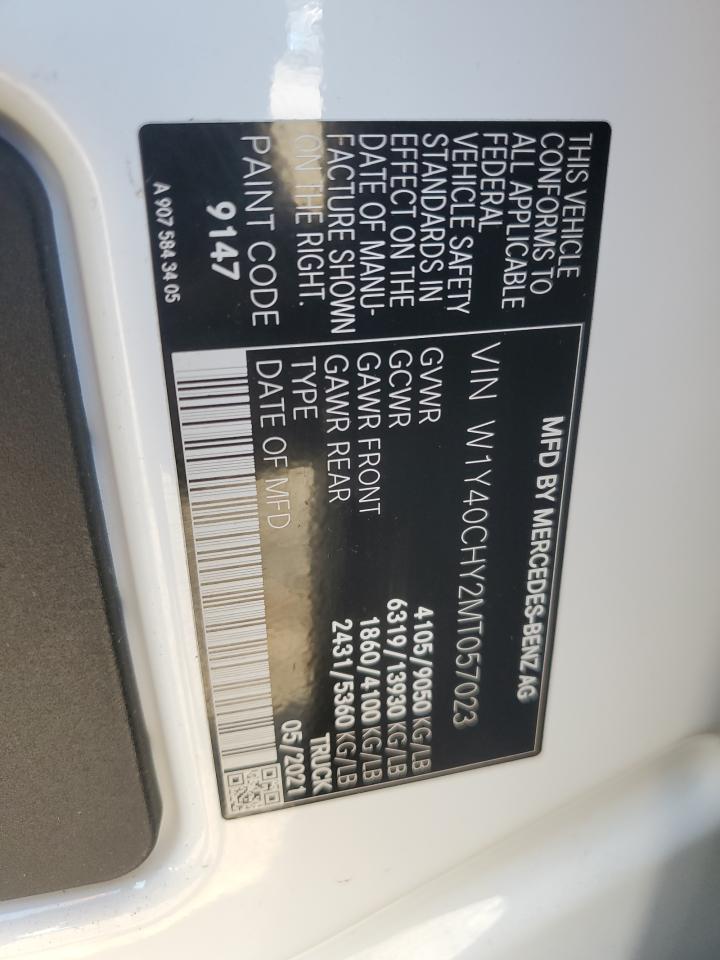 THIS VEHICLE
CONFORMS TO
ALL APPLICABLE
FEDERAL
VEHICLE SAFETY
STANDARDS IN
EFFECT ON THE
DATE OF MANU-
FACTURE SHOWN
ON THE RIGHT.
PAINT CODE
9147
A 907 584 34 05
MFD BY MERCEDES-BENZ AG
VIN W1Y40CHY2MT057023
GVWR 4105/9050 KG/LB
GCWR 6319/13930 KG/LB
GAWR FRONT 1860/4100 KG/LB
GAWR REAR 2431/5360 KG/LB
TYPE TRUCK
DATE OF MFD 05/2021